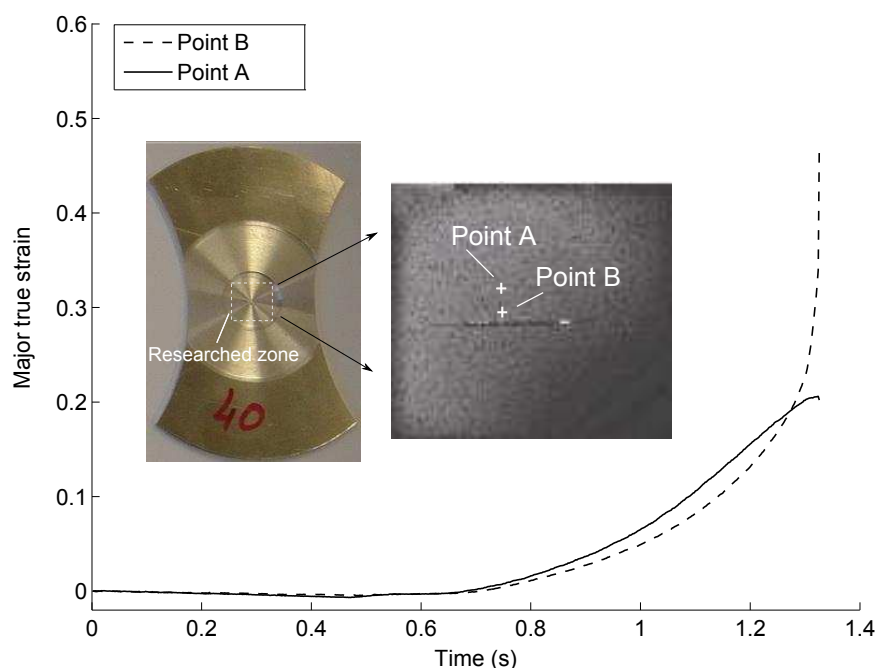 0.6
0.5
0.4
0.3
0.2
0.1
0
Major true strain
Point B
Point A
Point A
Point B
Researched zone
40
0 0.2 0.4 0.6 0.8 1 1.2 1.4
Time (s)